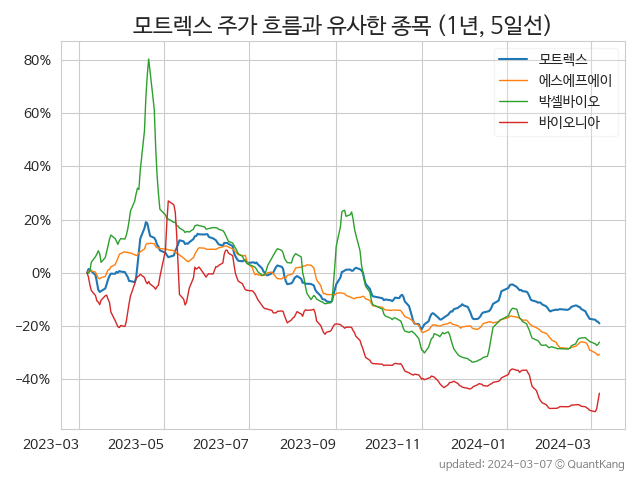 모트렉스 주가 흐름과 유사한 종목 (1년, 5일선)
모트렉스
에스에프에이
박셀바이오
바이오니아
80%
60%
40%
20%
0%
−20%
−40%
2023-03 2023-05 2023-07 2023-09 2023-11 2024-01 2024-03
updated: 2024-03-07 © QuantKang